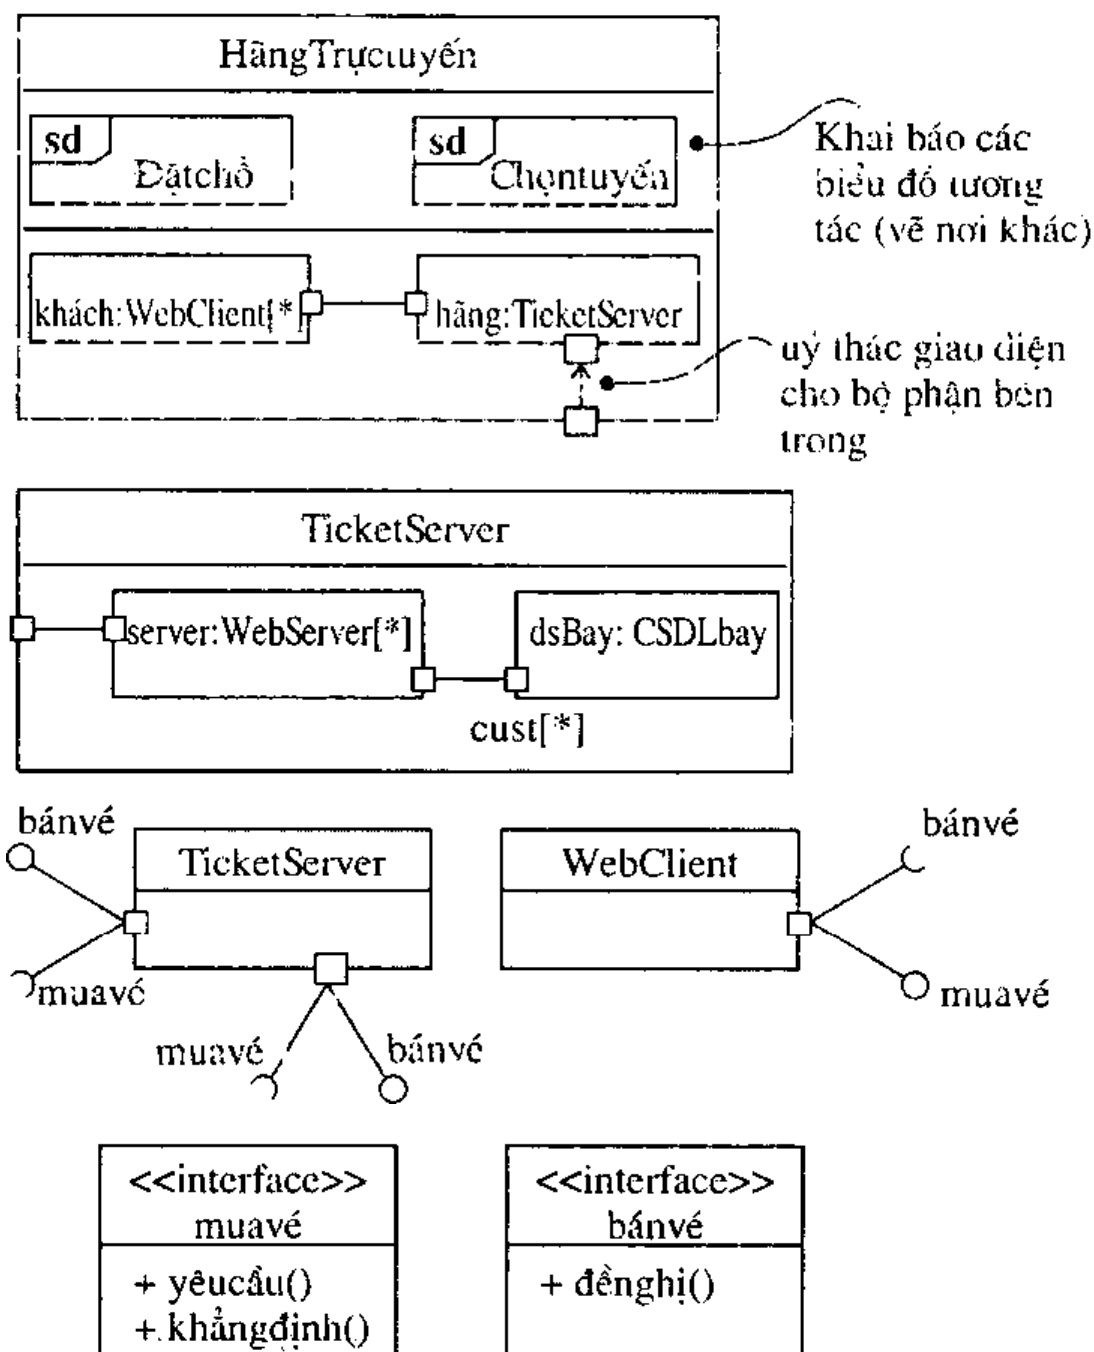 HãngTrựctuyến
sd
Đặtchỗ
sd
Chọntuyến
Khai báo các
biểu đồ tương
tác (vẽ nơi khác)
khách:WebClient[*]
hãng:TicketServer
uỷ thác giao diện
cho bộ phận bên
trong
TicketServer
server:WebServer[*]
dsBay: CSDLbay
cust[*]
bánvé
TicketServer
WebClient
bánvé
muavé
muavé
muavé
bánvé
<<interface>>
muavé
+ yêucầu()
+ khẳngđịnh()
<<interface>>
bánvé
+ đềnghị()